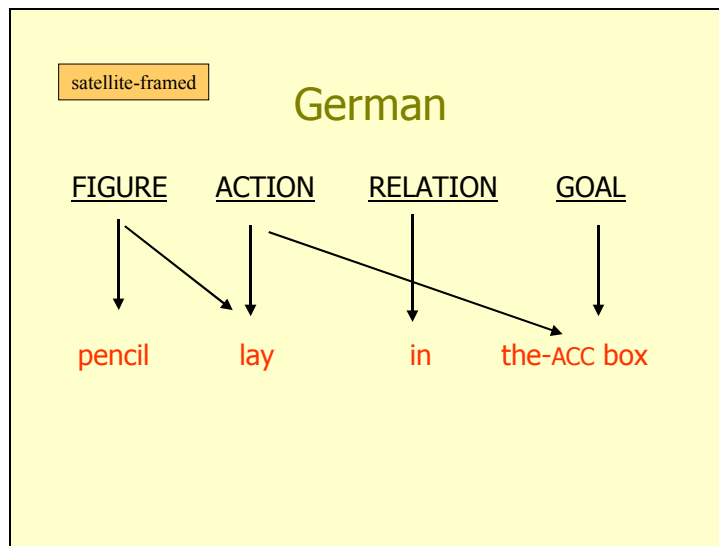 satellite-framed
German
FIGURE ACTION RELATION GOAL
pencil lay in the-ACC box